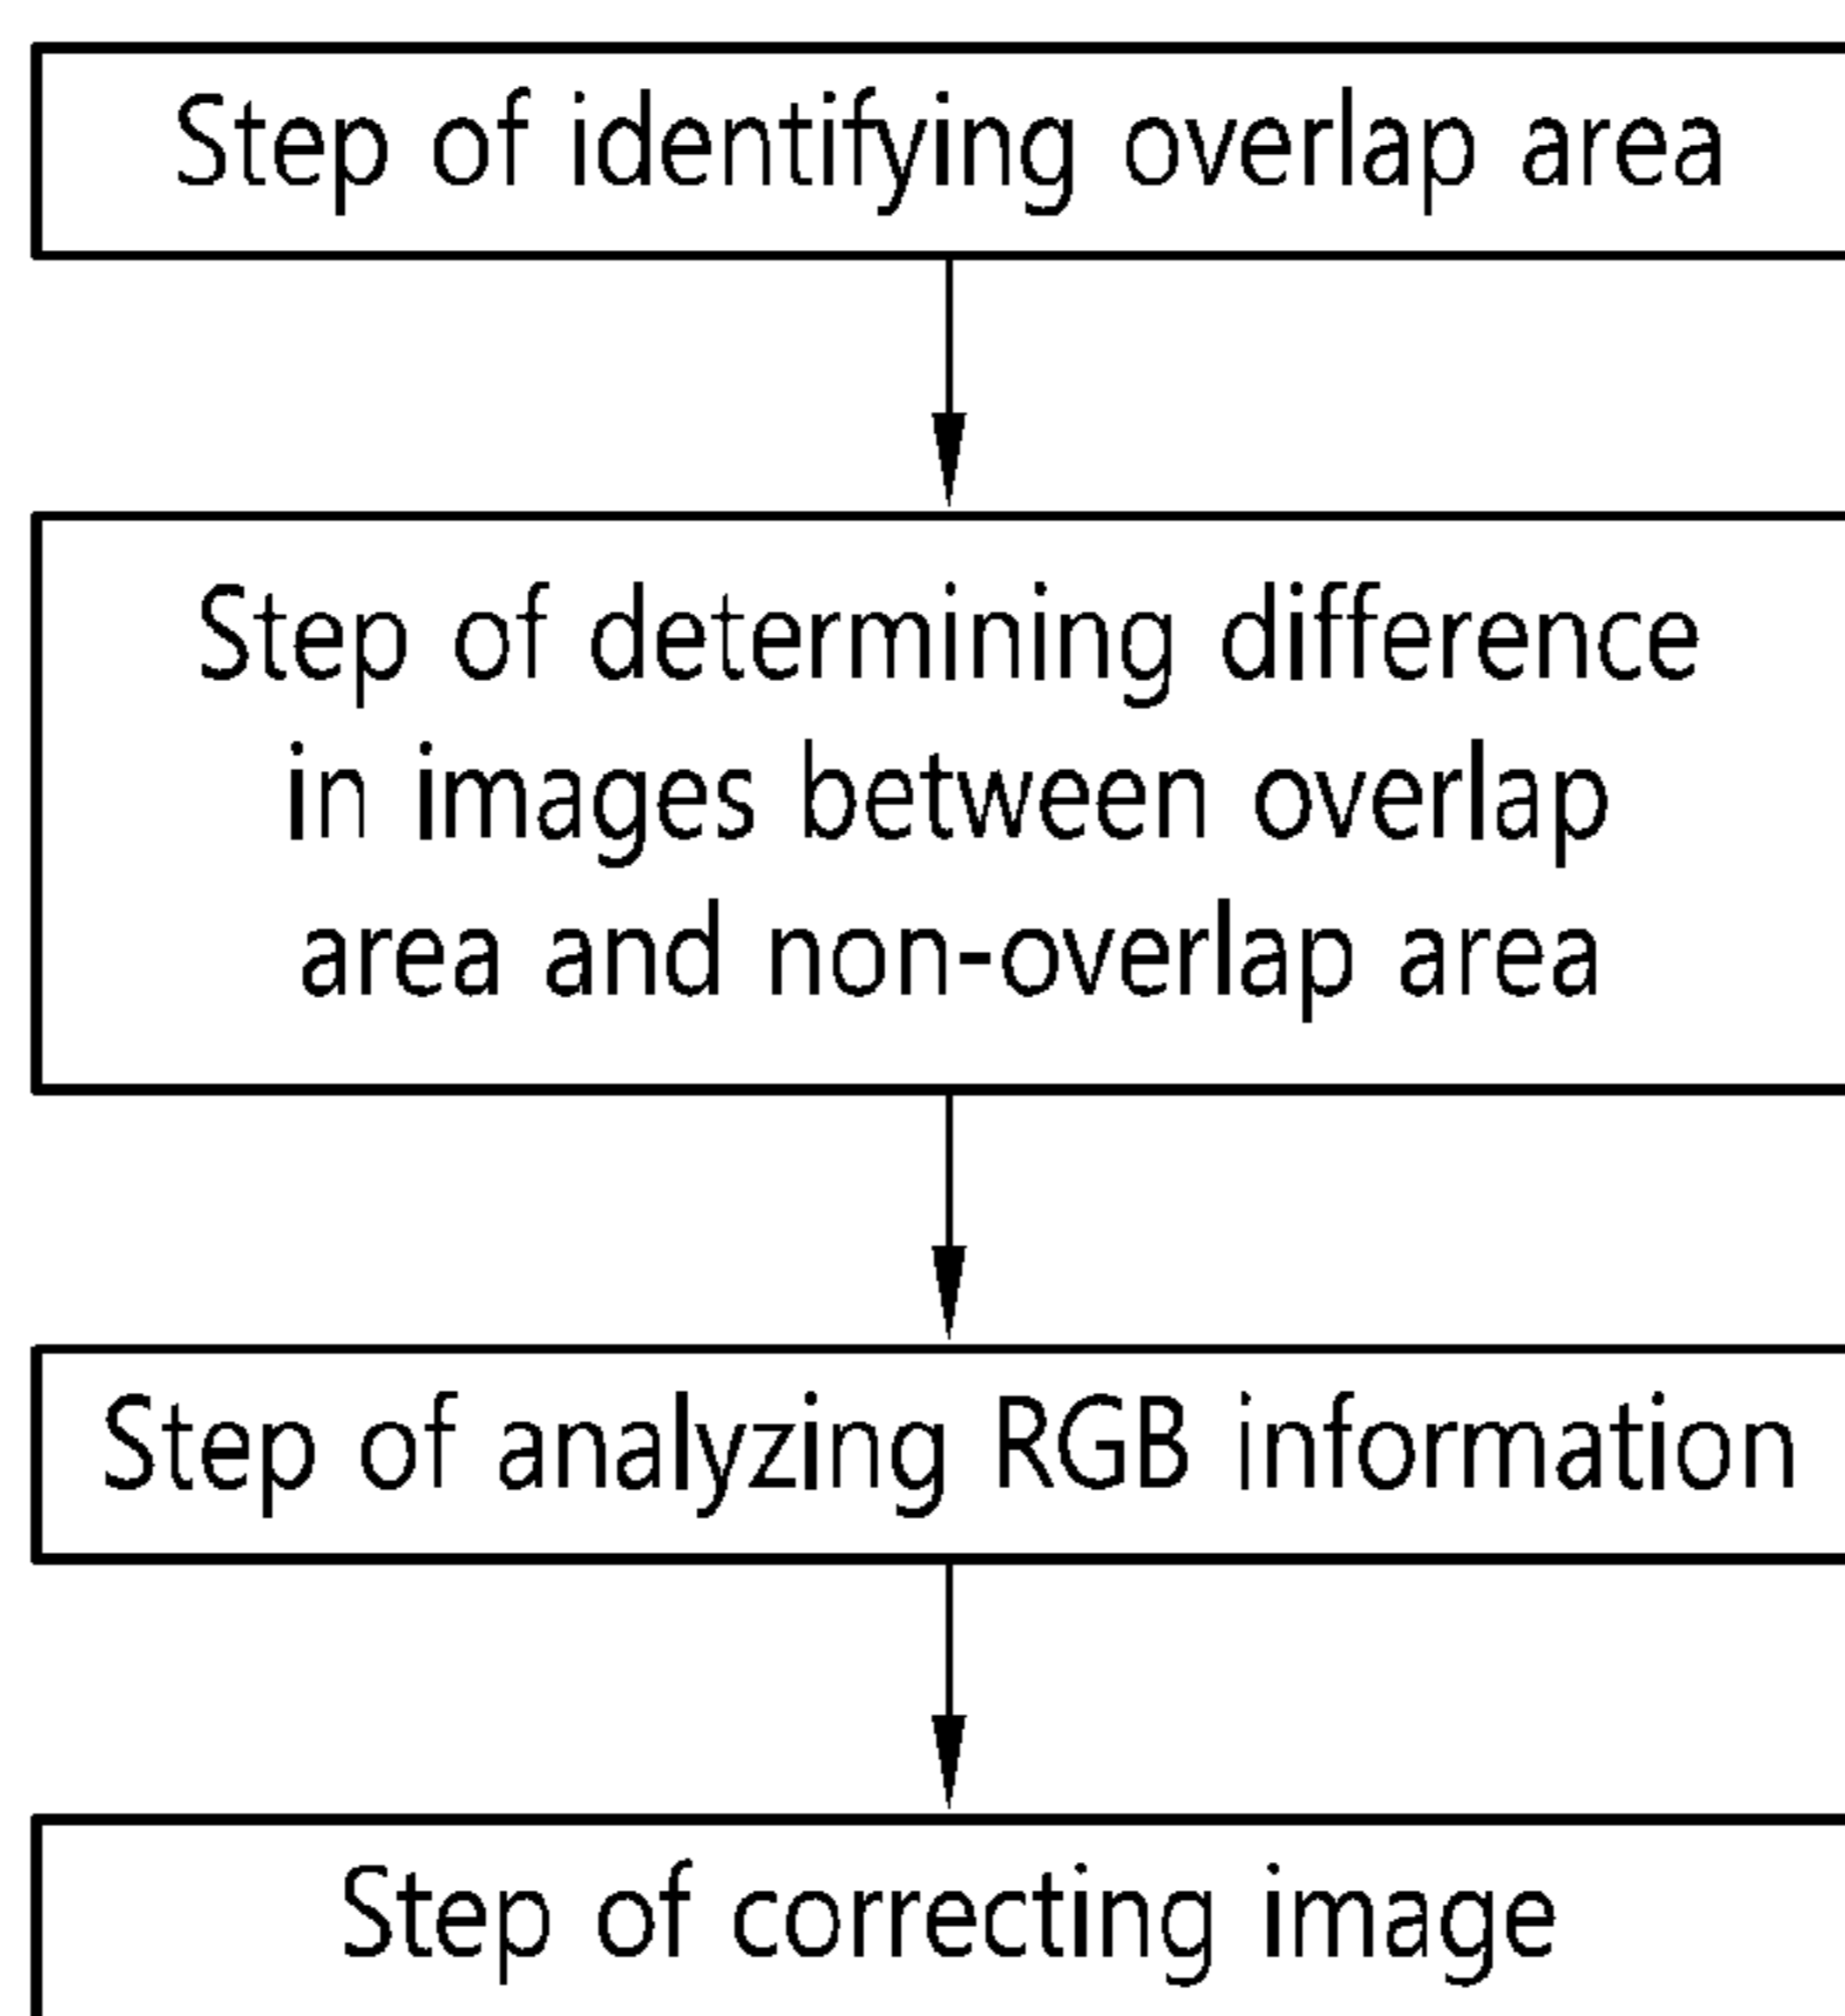 Step of identifying overlap area
Step of determining difference
in images between overlap
area and non-overlap area
Step of analyzing RGB information
Step of correcting image